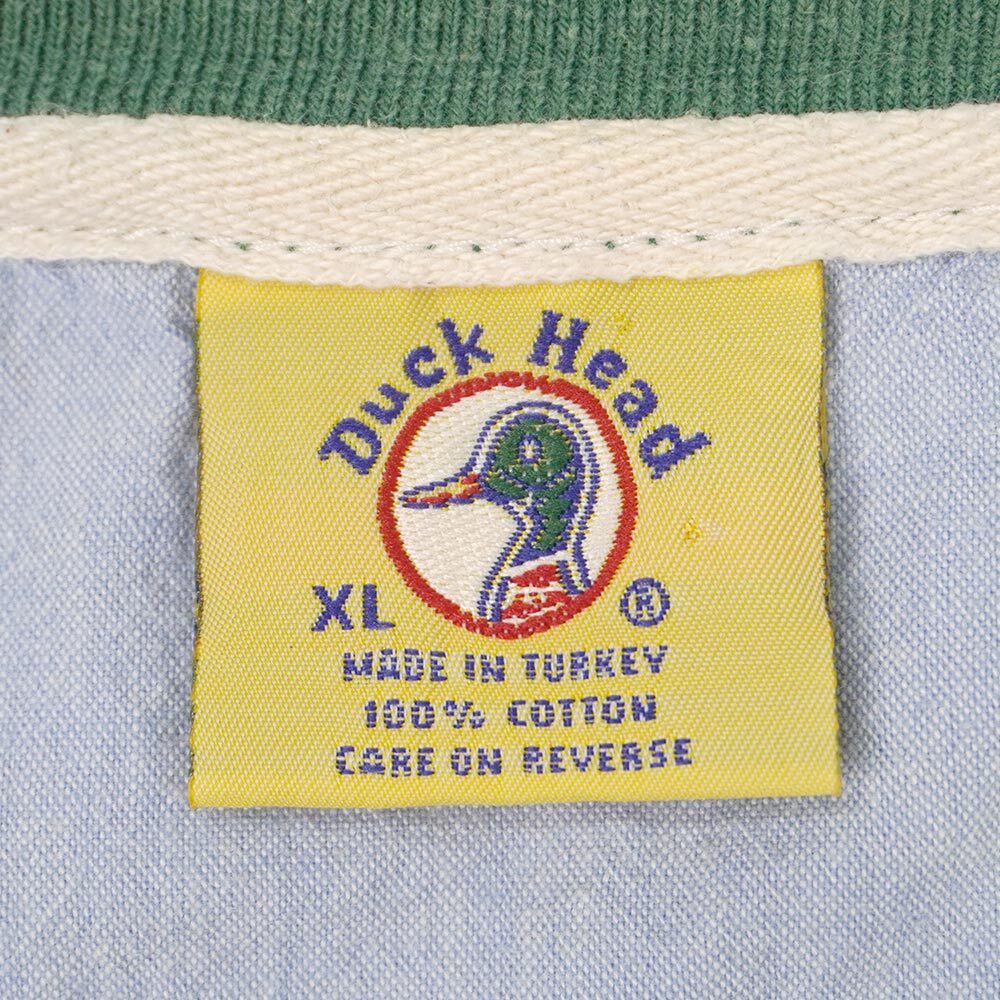 Duck Head
XL ®
MADE IN TURKEY
100% COTTON
CARE ON REVERSE